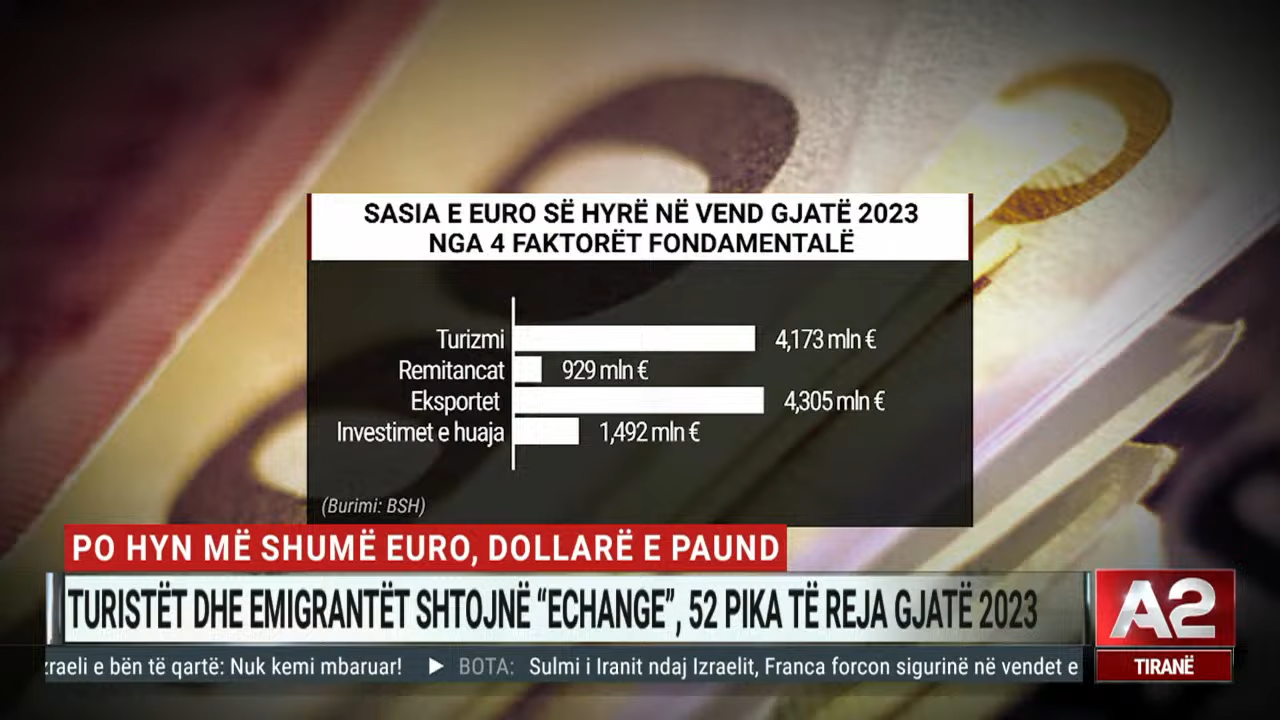 SASIA E EURO SË HYRË NË VEND GJATË 2023
NGA 4 FAKTORËT FONDAMENTALË
Turizmi 4,173 mln €
Remitancat 929 mln €
Eksportet 4,305 mln €
Investimet e huaja 1,492 mln €
(Burimi: BSH)
PO HYN MË SHUMË EURO, DOLLARË E PAUND
TURISTËT DHE EMIGRANTËT SHTOJNË “ECHANGE”, 52 PIKA TË REJA GJATË 2023
A2
zraeli e bën të qartë: Nuk kemi mbaruar! ▶ BOTA: Sulmi i Iranit ndaj Izraelit, Franca forcon sigurinë në vendet e
TIRANË